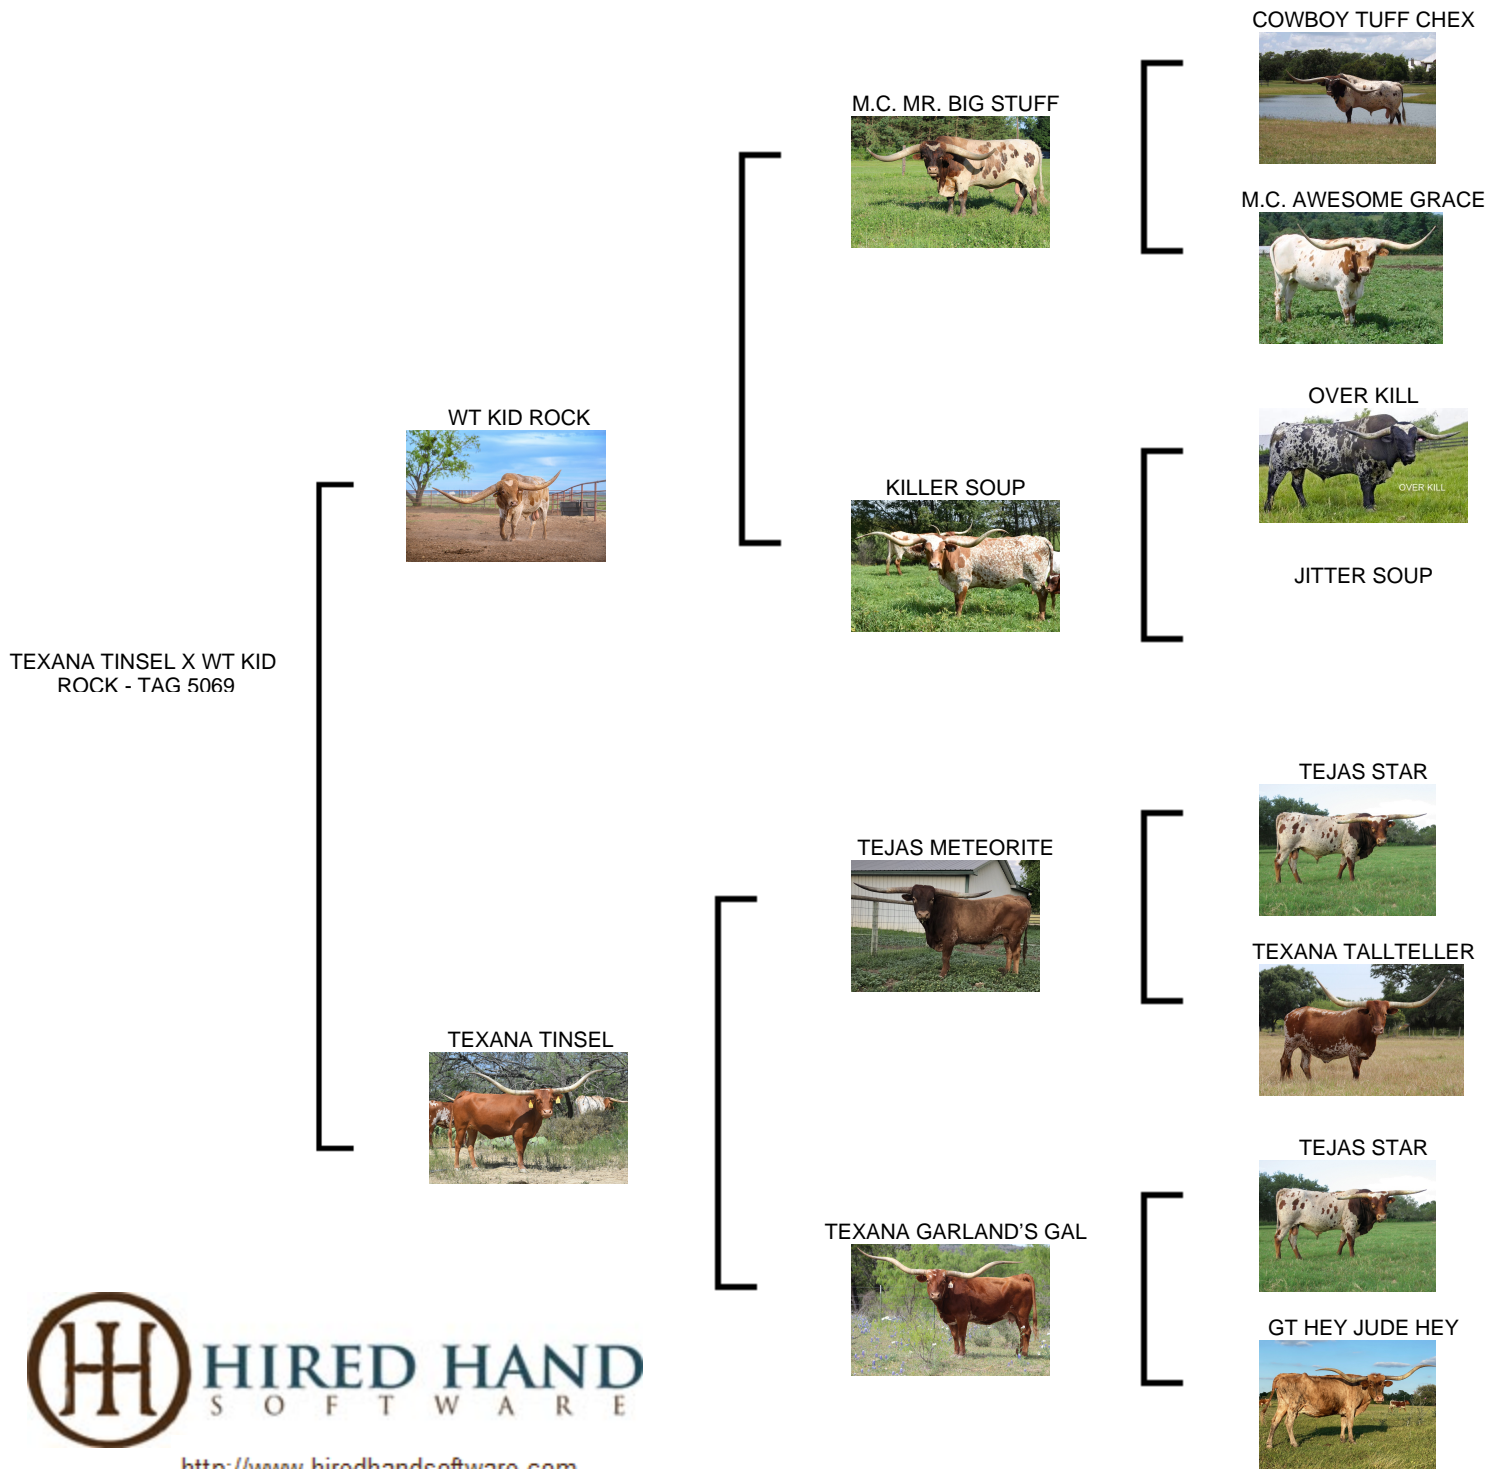 COWBOY TUFF CHEX
M.C. MR. BIG STUFF
M.C. AWESOME GRACE
WT KID ROCK
OVER KILL
OVER KILL
KILLER SOUP
JITTER SOUP
TEXANA TINSEL X WT KID
ROCK - TAG 5069
TEJAS STAR
TEJAS METEORITE
TEXANA TALLTELLER
TEXANA TINSEL
TEJAS STAR
TEXANA GARLAND'S GAL
GT HEY JUDE HEY
HIRED HAND
SOFTWARE
http://www.hiredhandsoftware.com